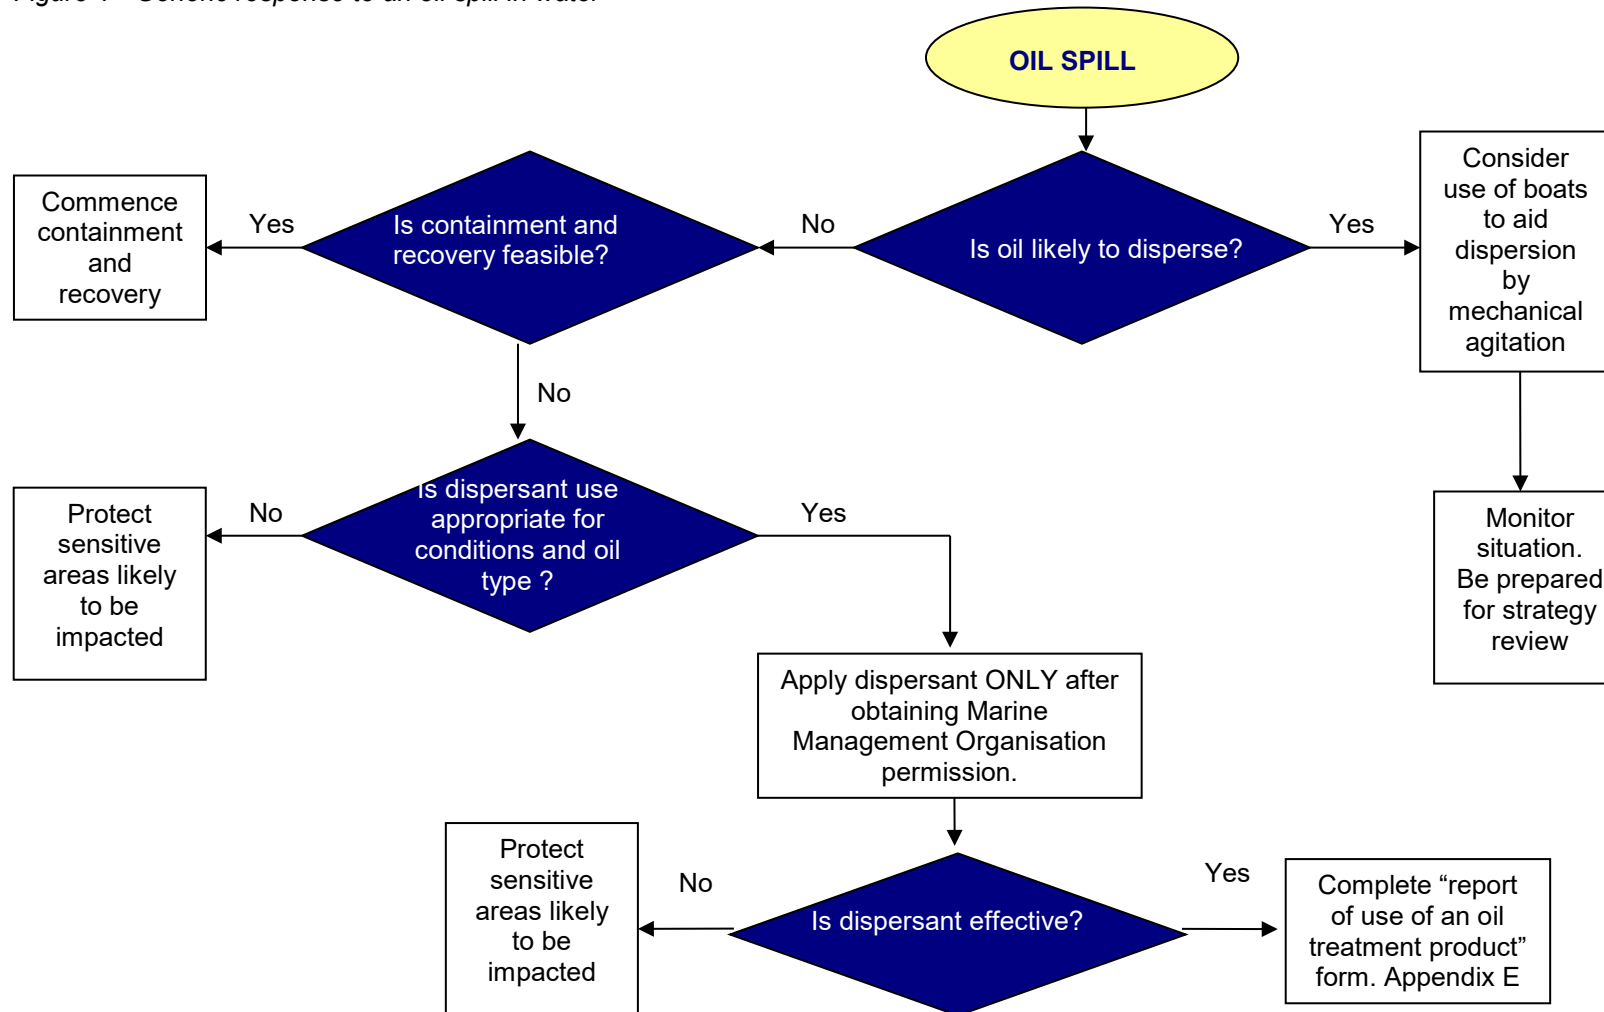 OIL SPILL
Consider
use of boats
to aid
dispersion
by
mechanical
agitation
Commence
containment
and
recovery
Yes
Is containment and
recovery feasible?
No
Is oil likely to disperse?
Yes
No
Protect
sensitive
areas likely
to be
impacted
No
Is dispersant use
appropriate for
conditions and oil
type ?
Yes
Monitor
situation.
Be prepared
for strategy
review
Apply dispersant ONLY after
obtaining Marine
Management Organisation
permission.
Protect
sensitive
areas likely
to be
impacted
No
Is dispersant effective?
Yes
Complete “report
of use of an oil
treatment product”
form. Appendix E